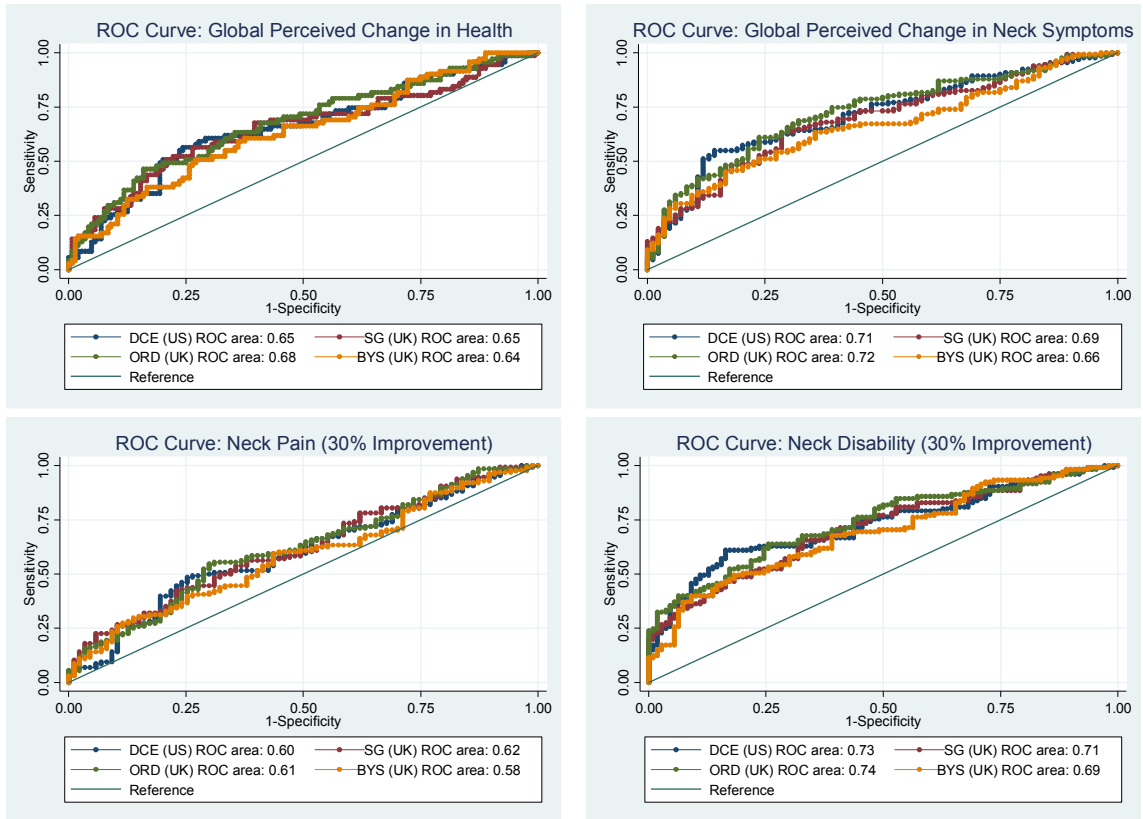 ROC Curve: Global Perceived Change in Health
1.00
0.75
0.50
0.25
0.00
Sensitivity
0.00 0.25 0.50 0.75 1.00
1-Specificity
DCE (US) ROC area: 0.65 SG (UK) ROC area: 0.65
ORD (UK) ROC area: 0.68 BYS (UK) ROC area: 0.64
Reference
ROC Curve: Global Perceived Change in Neck Symptoms
1.00
0.75
0.50
0.25
0.00
Sensitivity
0.00 0.25 0.50 0.75 1.00
1-Specificity
DCE (US) ROC area: 0.71 SG (UK) ROC area: 0.69
ORD (UK) ROC area: 0.72 BYS (UK) ROC area: 0.66
Reference
ROC Curve: Neck Pain (30% Improvement)
1.00
0.75
0.50
0.25
0.00
Sensitivity
0.00 0.25 0.50 0.75 1.00
1-Specificity
DCE (US) ROC area: 0.60 SG (UK) ROC area: 0.62
ORD (UK) ROC area: 0.61 BYS (UK) ROC area: 0.58
Reference
ROC Curve: Neck Disability (30% Improvement)
1.00
0.75
0.50
0.25
0.00
Sensitivity
0.00 0.25 0.50 0.75 1.00
1-Specificity
DCE (US) ROC area: 0.73 SG (UK) ROC area: 0.71
ORD (UK) ROC area: 0.74 BYS (UK) ROC area: 0.69
Reference